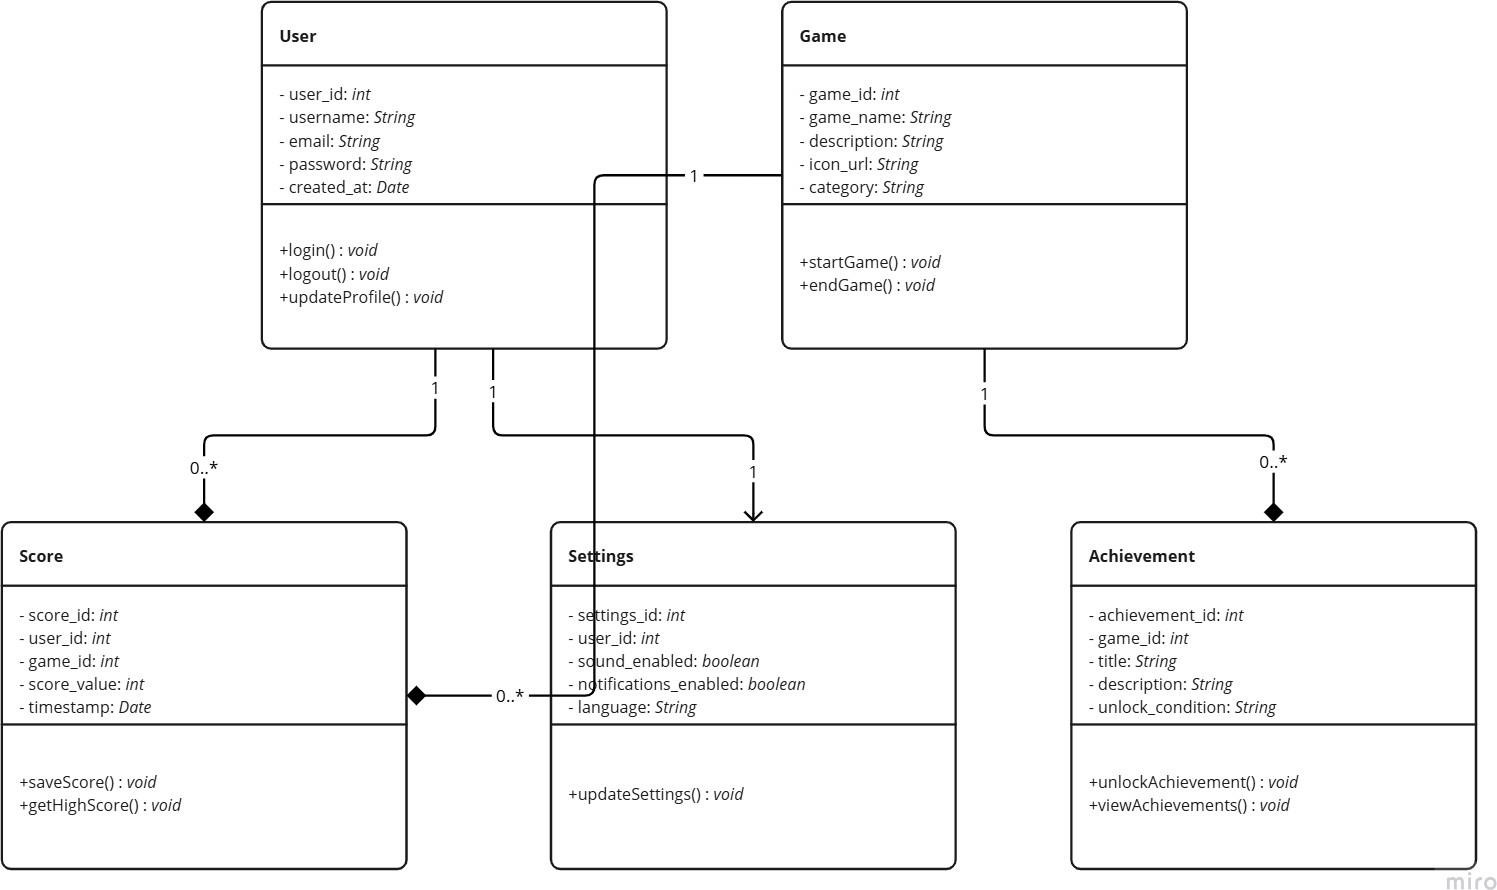 User
- user_id: int
- username: String
- email: String
- password: String
- created_at: Date
+login() : void
+logout() : void
+updateProfile() : void
Game
- game_id: int
- game_name: String
- description: String
- icon_url: String
- category: String
+startGame() : void
+endGame() : void
1
1
1
1
0..*
1
0..*
Score
- score_id: int
- user_id: int
- game_id: int
- score_value: int
- timestamp: Date
+saveScore() : void
+getHighScore() : void
0..*
Settings
- settings_id: int
- user_id: int
- sound_enabled: boolean
- notifications_enabled: boolean
- language: String
+updateSettings() : void
Achievement
- achievement_id: int
- game_id: int
- title: String
- description: String
- unlock_condition: String
+unlockAchievement() : void
+viewAchievements() : void
miro